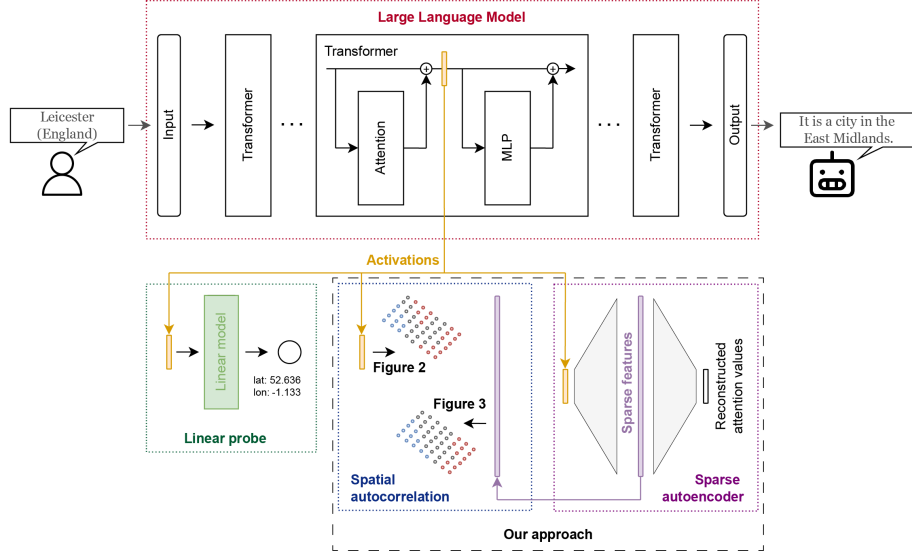 Large Language Model
Transformer
Leicester
(England)
Input
Transformer
...
Attention
MLP
...
Transformer
Output
It is a city in the
East Midlands.
Activations
Linear model
lat: 52.636
lon: -1.133
Linear probe
Figure 2
Figure 3
Spatial
autocorrelation
Sparse features
Reconstructed
attention values
Sparse
autoencoder
Our approach